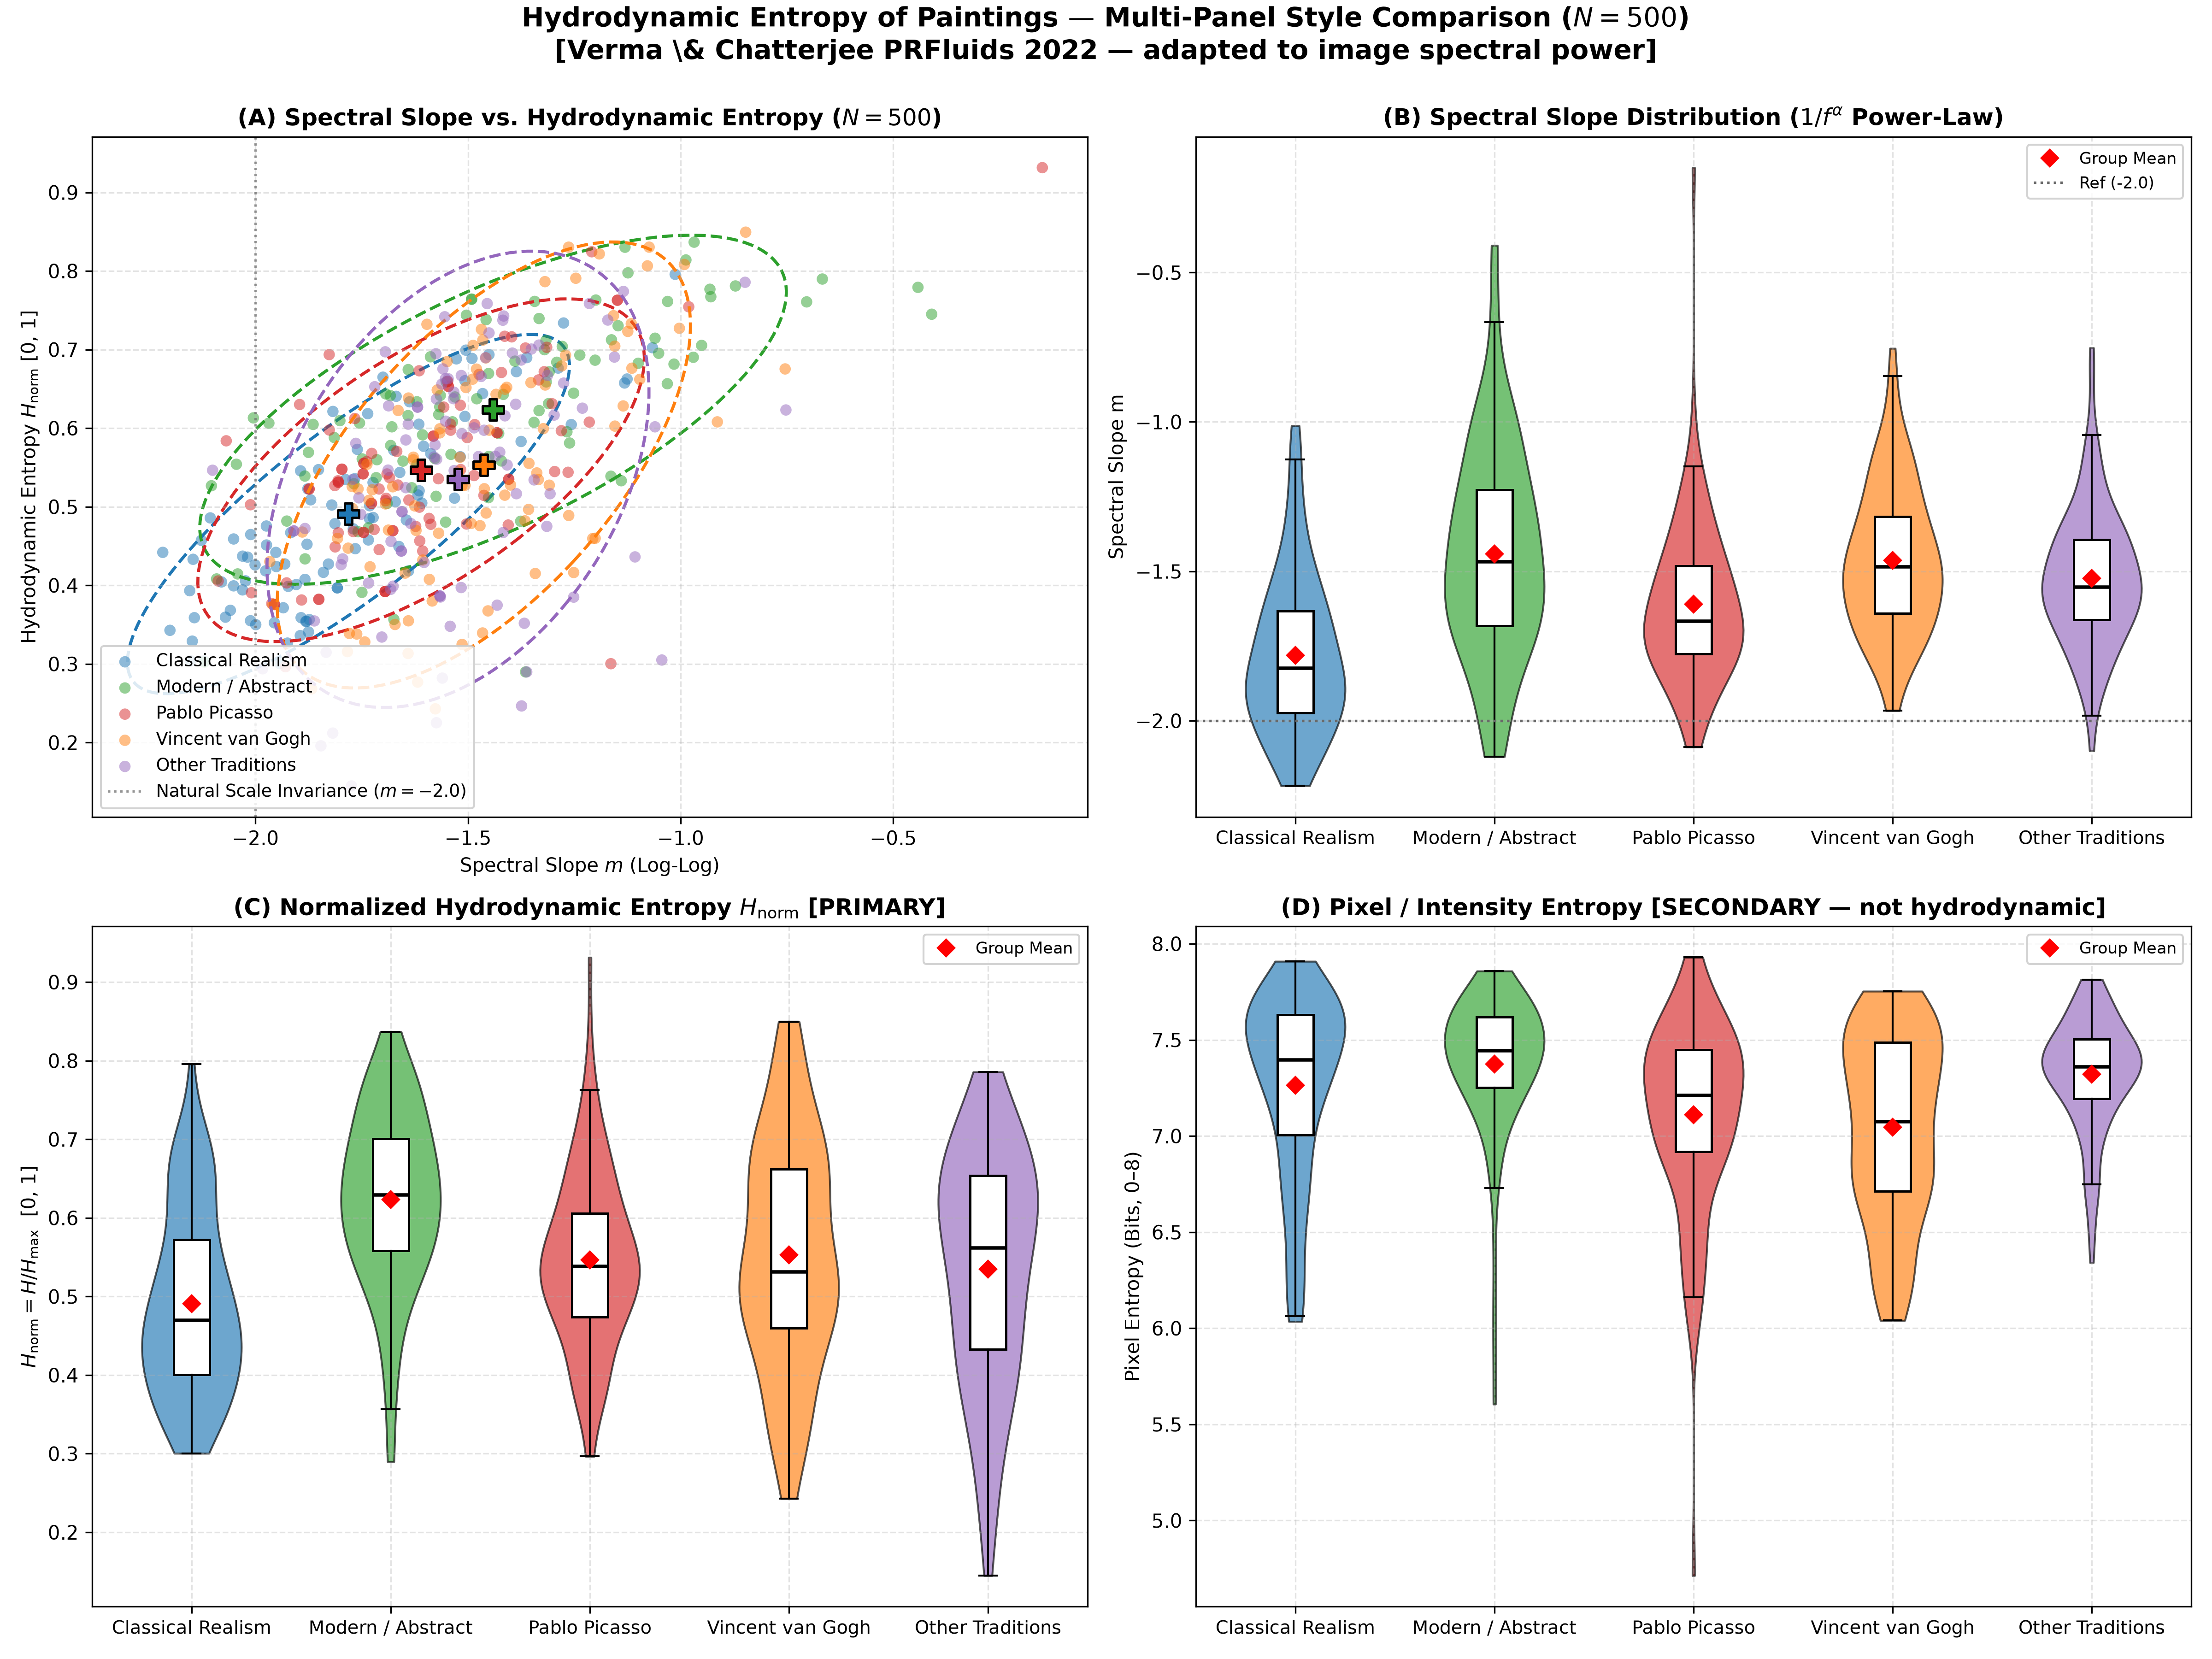 Hydrodynamic Entropy of Paintings — Multi-Panel Style Comparison (N = 500)
[Verma \& Chatterjee PRFluids 2022 — adapted to image spectral power]
(A) Spectral Slope vs. Hydrodynamic Entropy (N = 500)
Hydrodynamic Entropy H_norm [0, 1]
0.9
0.8
0.7
0.6
0.5
0.4
0.3
0.2
Classical Realism
Modern / Abstract
Pablo Picasso
Vincent van Gogh
Other Traditions
Natural Scale Invariance (m = −2.0)
−2.0 −1.5 −1.0 −0.5
Spectral Slope m (Log-Log)
(B) Spectral Slope Distribution (1/f^α Power-Law)
Group Mean
Ref (-2.0)
Spectral Slope m
−0.5
−1.0
−1.5
−2.0
Classical Realism Modern / Abstract Pablo Picasso Vincent van Gogh Other Traditions
(C) Normalized Hydrodynamic Entropy H_norm [PRIMARY]
Group Mean
H_norm = H/H_max [0, 1]
0.9
0.8
0.7
0.6
0.5
0.4
0.3
0.2
Classical Realism Modern / Abstract Pablo Picasso Vincent van Gogh Other Traditions
(D) Pixel / Intensity Entropy [SECONDARY — not hydrodynamic]
Group Mean
Pixel Entropy (Bits, 0–8)
8.0
7.5
7.0
6.5
6.0
5.5
5.0
Classical Realism Modern / Abstract Pablo Picasso Vincent van Gogh Other Traditions